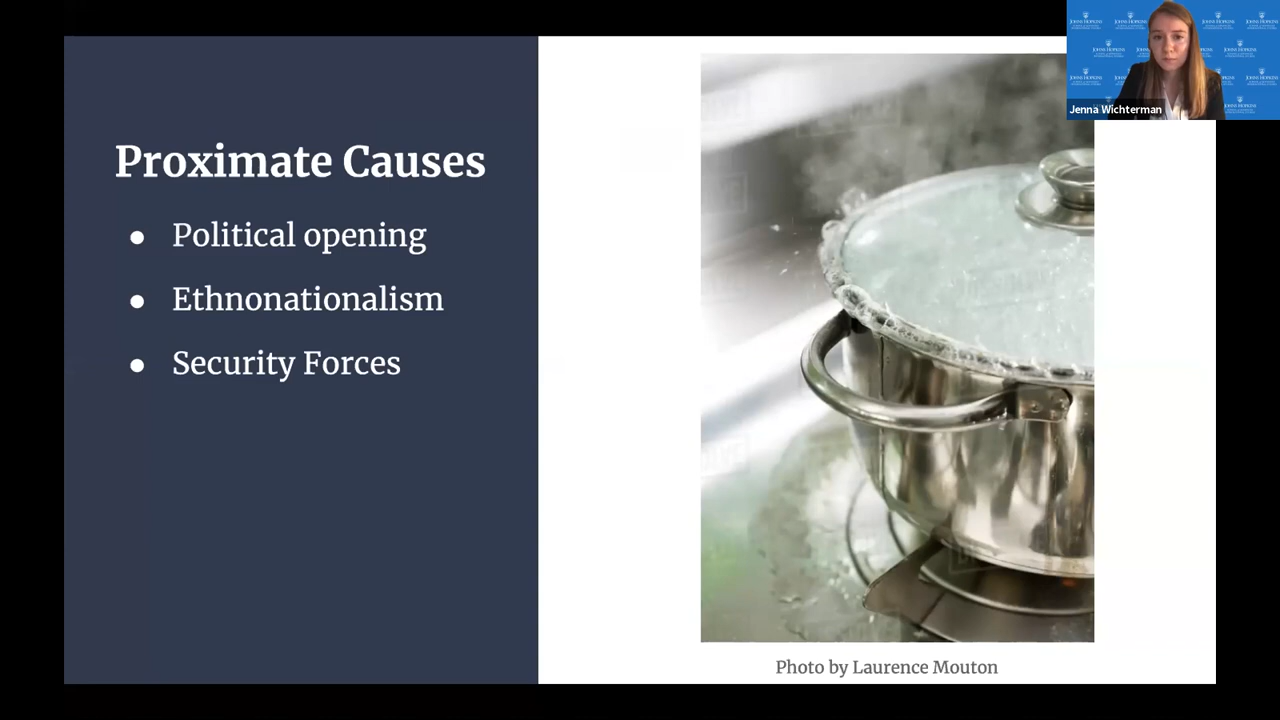 Proximate Causes
● Political opening
● Ethnonationalism
● Security Forces
Photo by Laurence Mouton
Jenna Wichterman